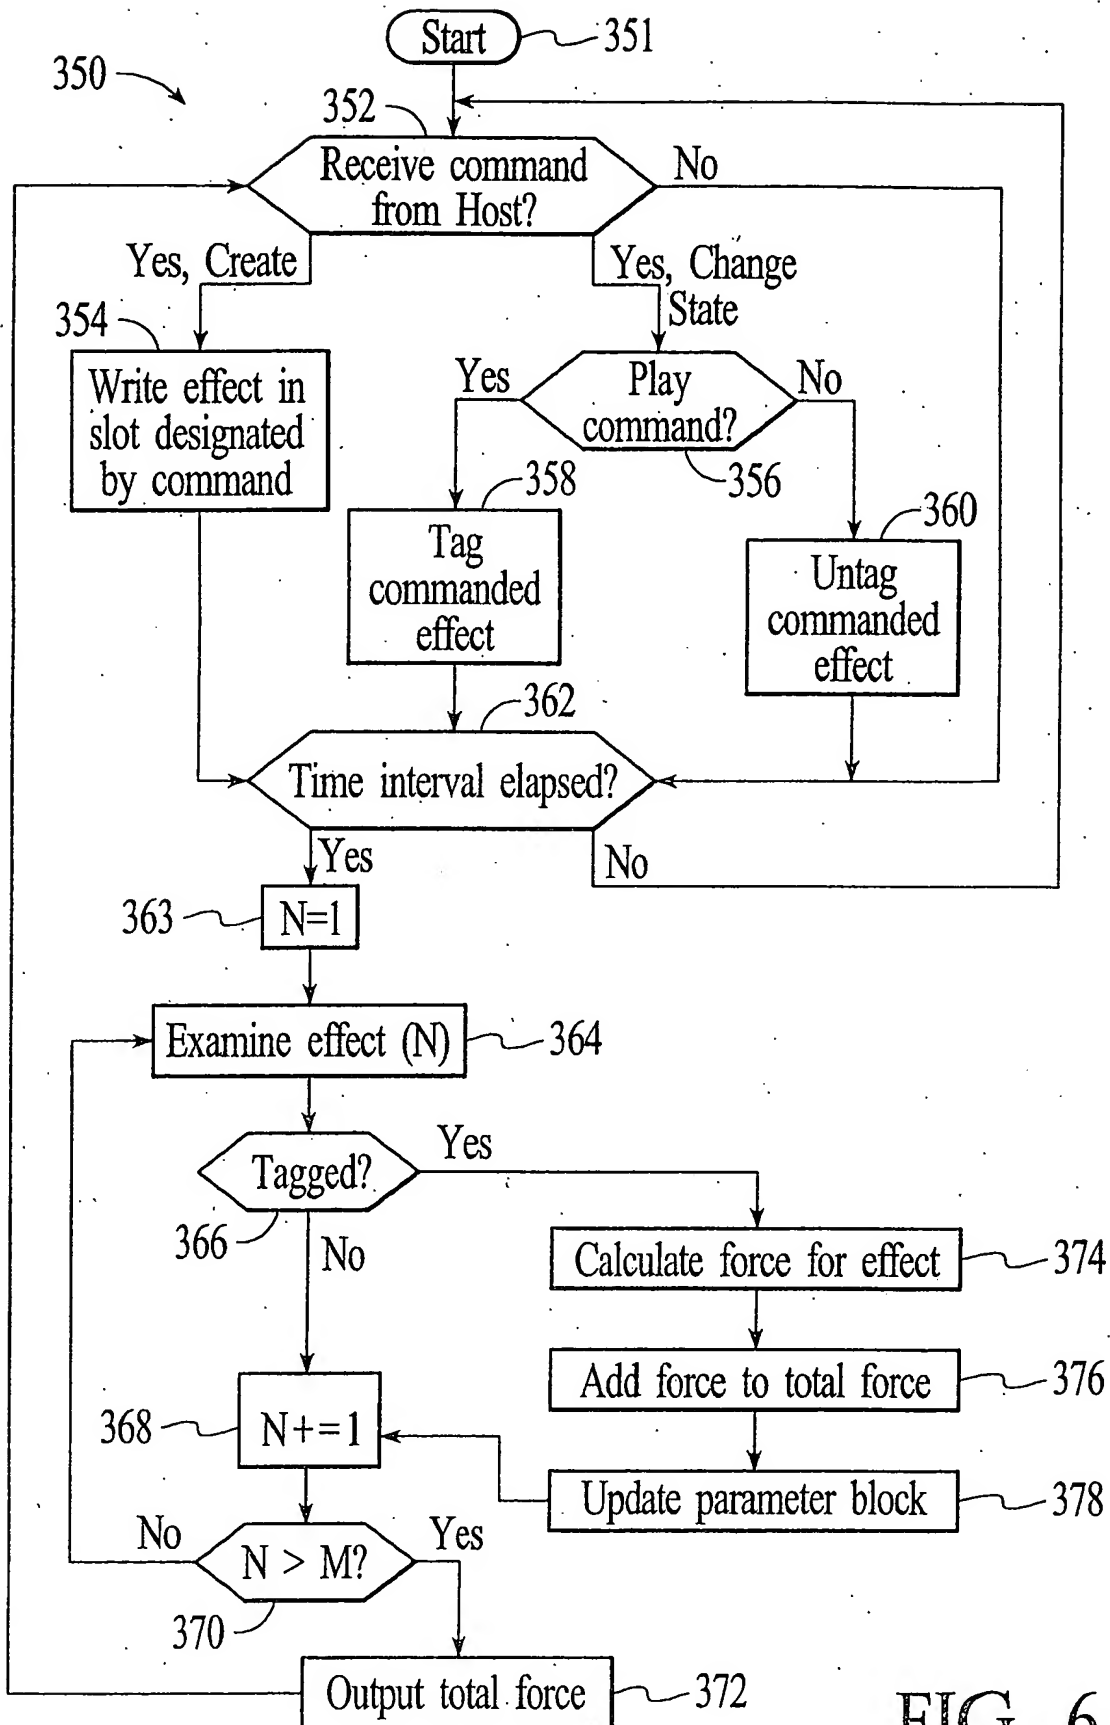 Start
351
350
352
Receive command
from Host?
No
Yes, Create
Yes, Change
State
354
Write effect in
slot designated
by command
Yes
Play
command?
No
356
358
Tag
commanded
effect
360
Untag
commanded
effect
362
Time interval elapsed?
Yes
No
363
N=1
Examine effect (N)
364
Tagged?
Yes
366
No
Calculate force for effect
374
Add force to total force
376
368
N+=1
Update parameter block
378
No
N > M?
Yes
370
Output total force
372
FIG. 6